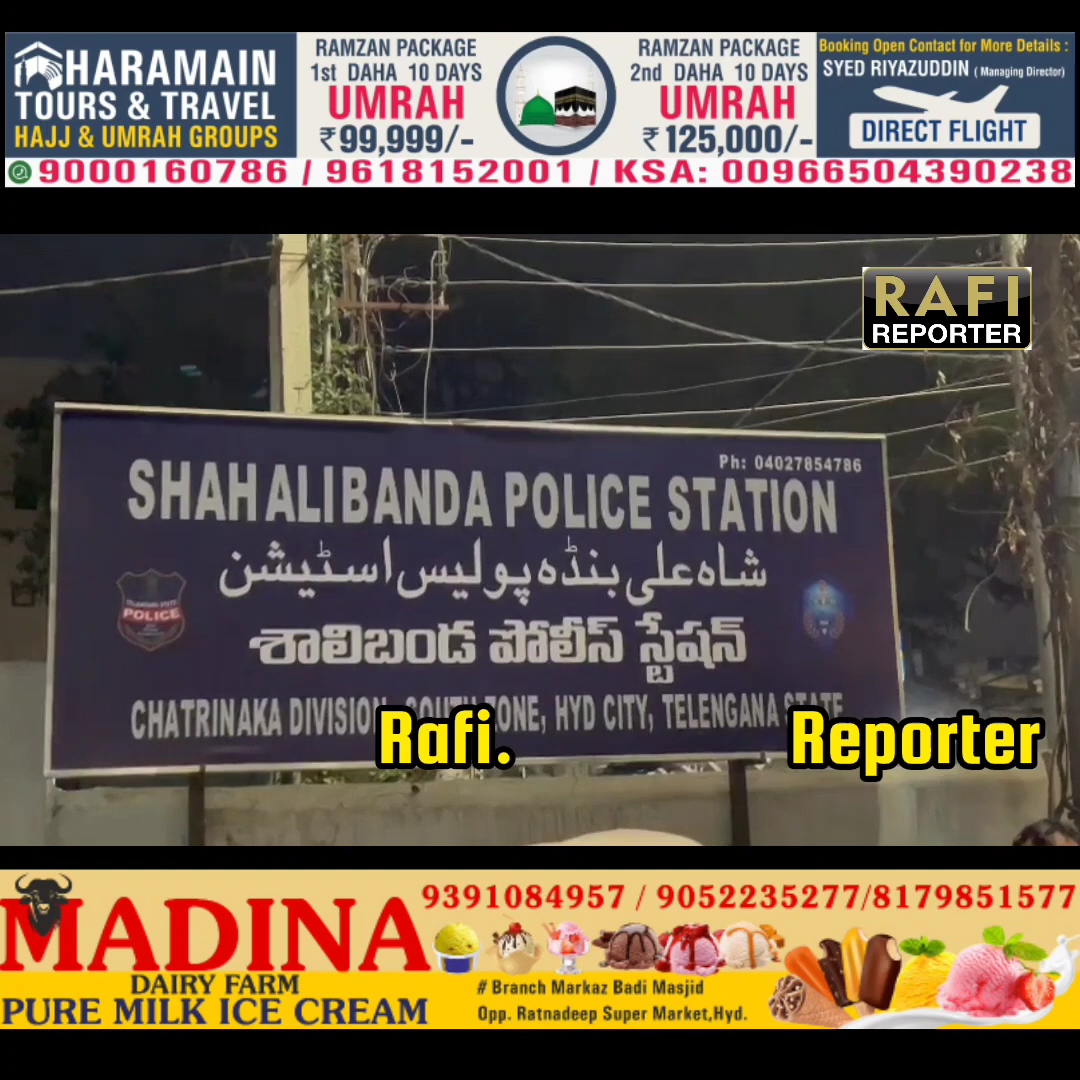 HARAMAIN
TOURS & TRAVEL
HAJJ & UMRAH GROUPS
RAMZAN PACKAGE
1st DAHA 10 DAYS
UMRAH
₹99,999/-
RAMZAN PACKAGE
2nd DAHA 10 DAYS
UMRAH
₹125,000/-
Booking Open Contact for More Details :
SYED RIYAZUDDIN ( Managing Director)
DIRECT FLIGHT
9000160786 / 9618152001 / KSA: 00966504390238
RAFI
REPORTER
Ph: 04027854786
SHAH ALI BANDA POLICE STATION
شاہ علی بنڈہ پولیس اسٹیشن
TELANGANA STATE
POLICE
శాలిబండ పోలీస్ స్టేషన్
CHATRINAKA DIVISION, SOUTH ZONE, HYD CITY, TELENGANA STATE
Rafi. Reporter
MADINA
DAIRY FARM
PURE MILK ICE CREAM
9391084957 / 9052235277/8179851577
# Branch Markaz Badi Masjid
Opp. Ratnadeep Super Market,Hyd.